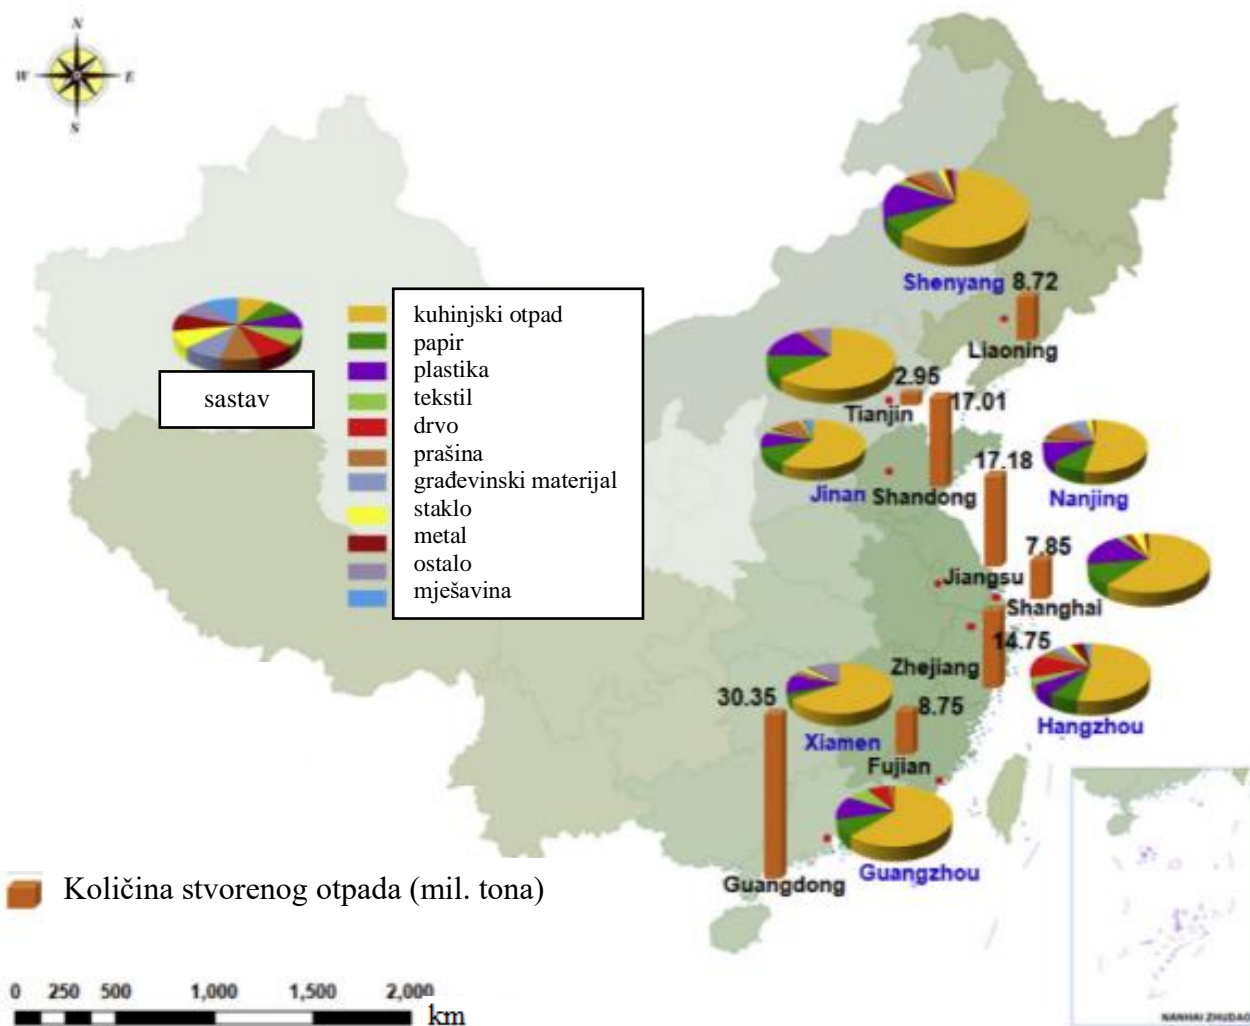 N
W E
S
Shenyang
8.72
Liaoning
2.95
Tianjin
17.01
Jinan
Shandong
17.18
Nanjing
7.85
Jiangsu
Shanghai
14.75
Zhejiang
Hangzhou
30.35
Xiamen
8.75
Fujian
Guangdong
Guangzhou
sastav
kuhinjski otpad
papir
plastika
tekstil
drvo
prašina
građevinski materijal
staklo
metal
ostalo
mješavina
Količina stvorenog otpada (mil. tona)
0 250 500 1,000 1,500 2,000
km
NANHAI ZHUDAO